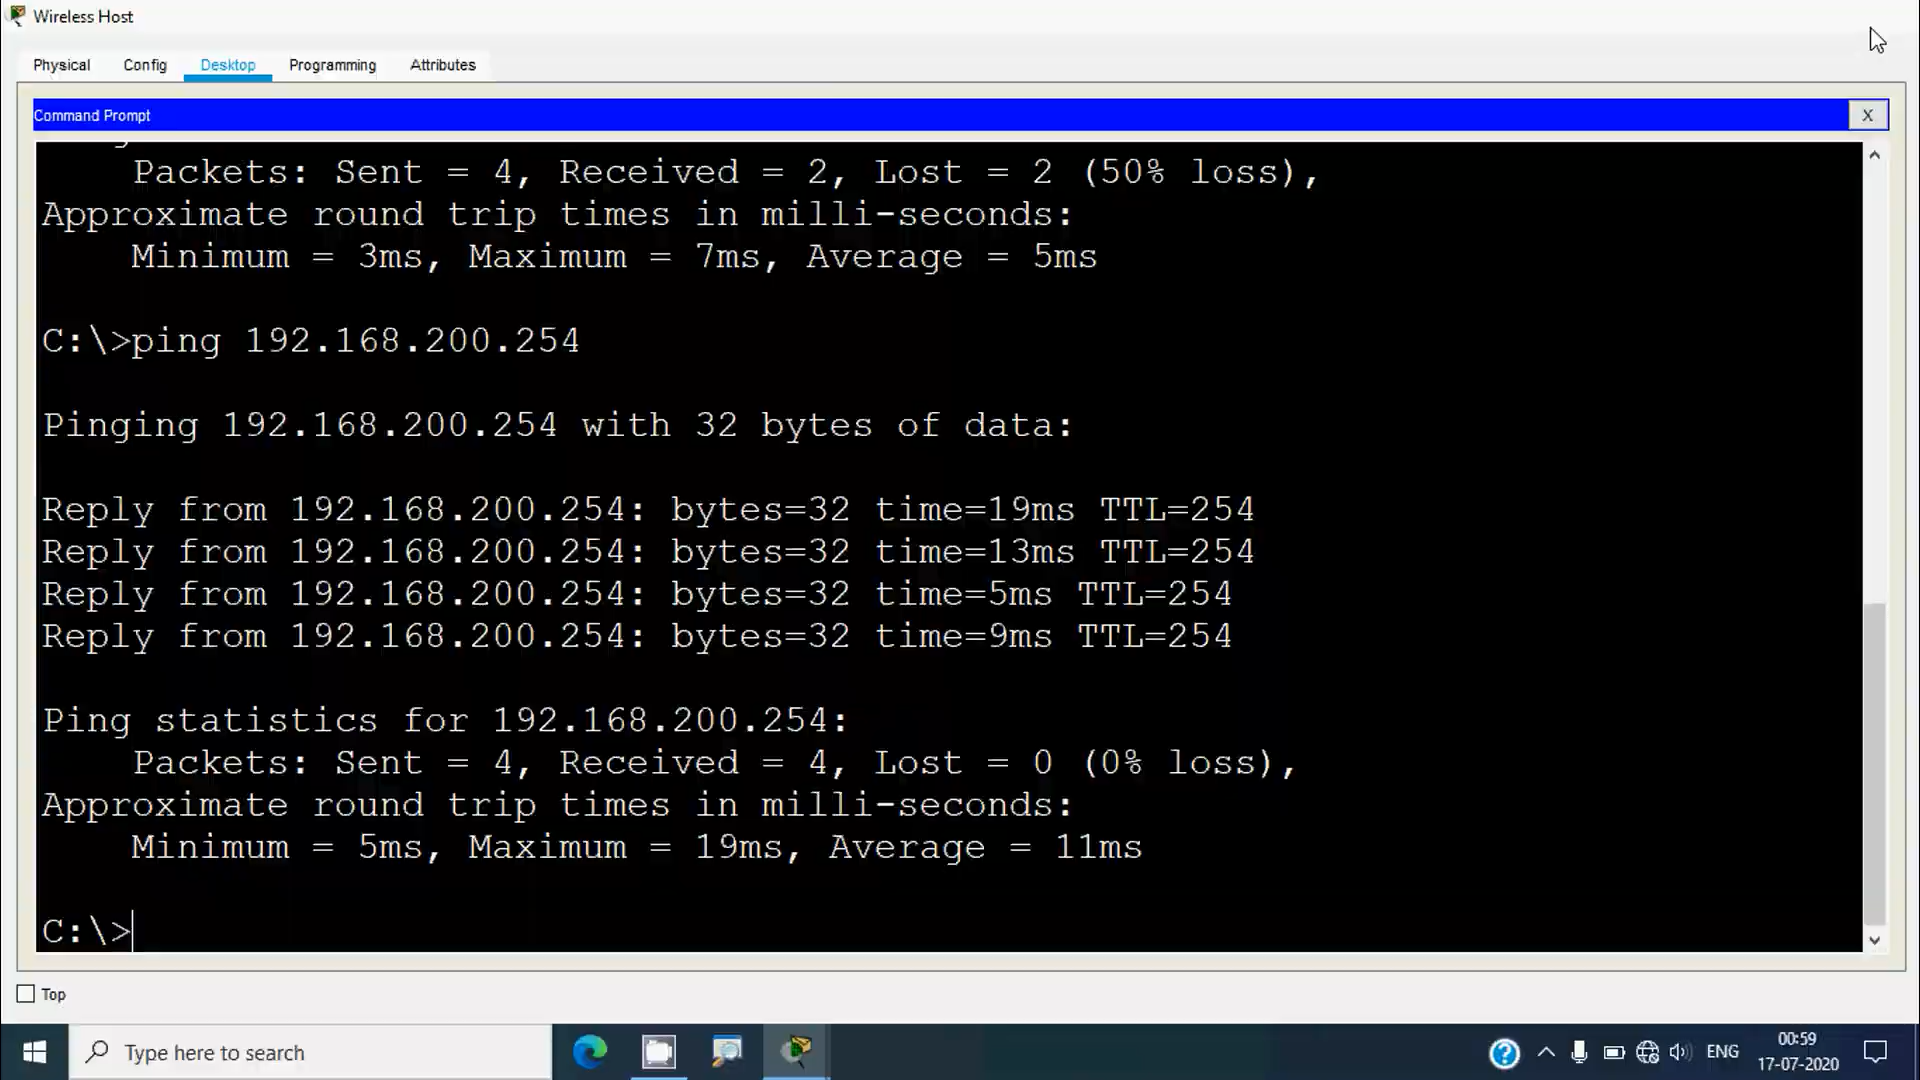 Wireless Host
Physical Config Desktop Programming Attributes
Command Prompt X
Packets: Sent = 4, Received = 2, Lost = 2 (50% loss),
Approximate round trip times in milli-seconds:
Minimum = 3ms, Maximum = 7ms, Average = 5ms
C:\>ping 192.168.200.254
Pinging 192.168.200.254 with 32 bytes of data:
Reply from 192.168.200.254: bytes=32 time=19ms TTL=254
Reply from 192.168.200.254: bytes=32 time=13ms TTL=254
Reply from 192.168.200.254: bytes=32 time=5ms TTL=254
Reply from 192.168.200.254: bytes=32 time=9ms TTL=254
Ping statistics for 192.168.200.254:
Packets: Sent = 4, Received = 4, Lost = 0 (0% loss),
Approximate round trip times in milli-seconds:
Minimum = 5ms, Maximum = 19ms, Average = 11ms
C:\>
Top
Type here to search
ENG
00:59
17-07-2020